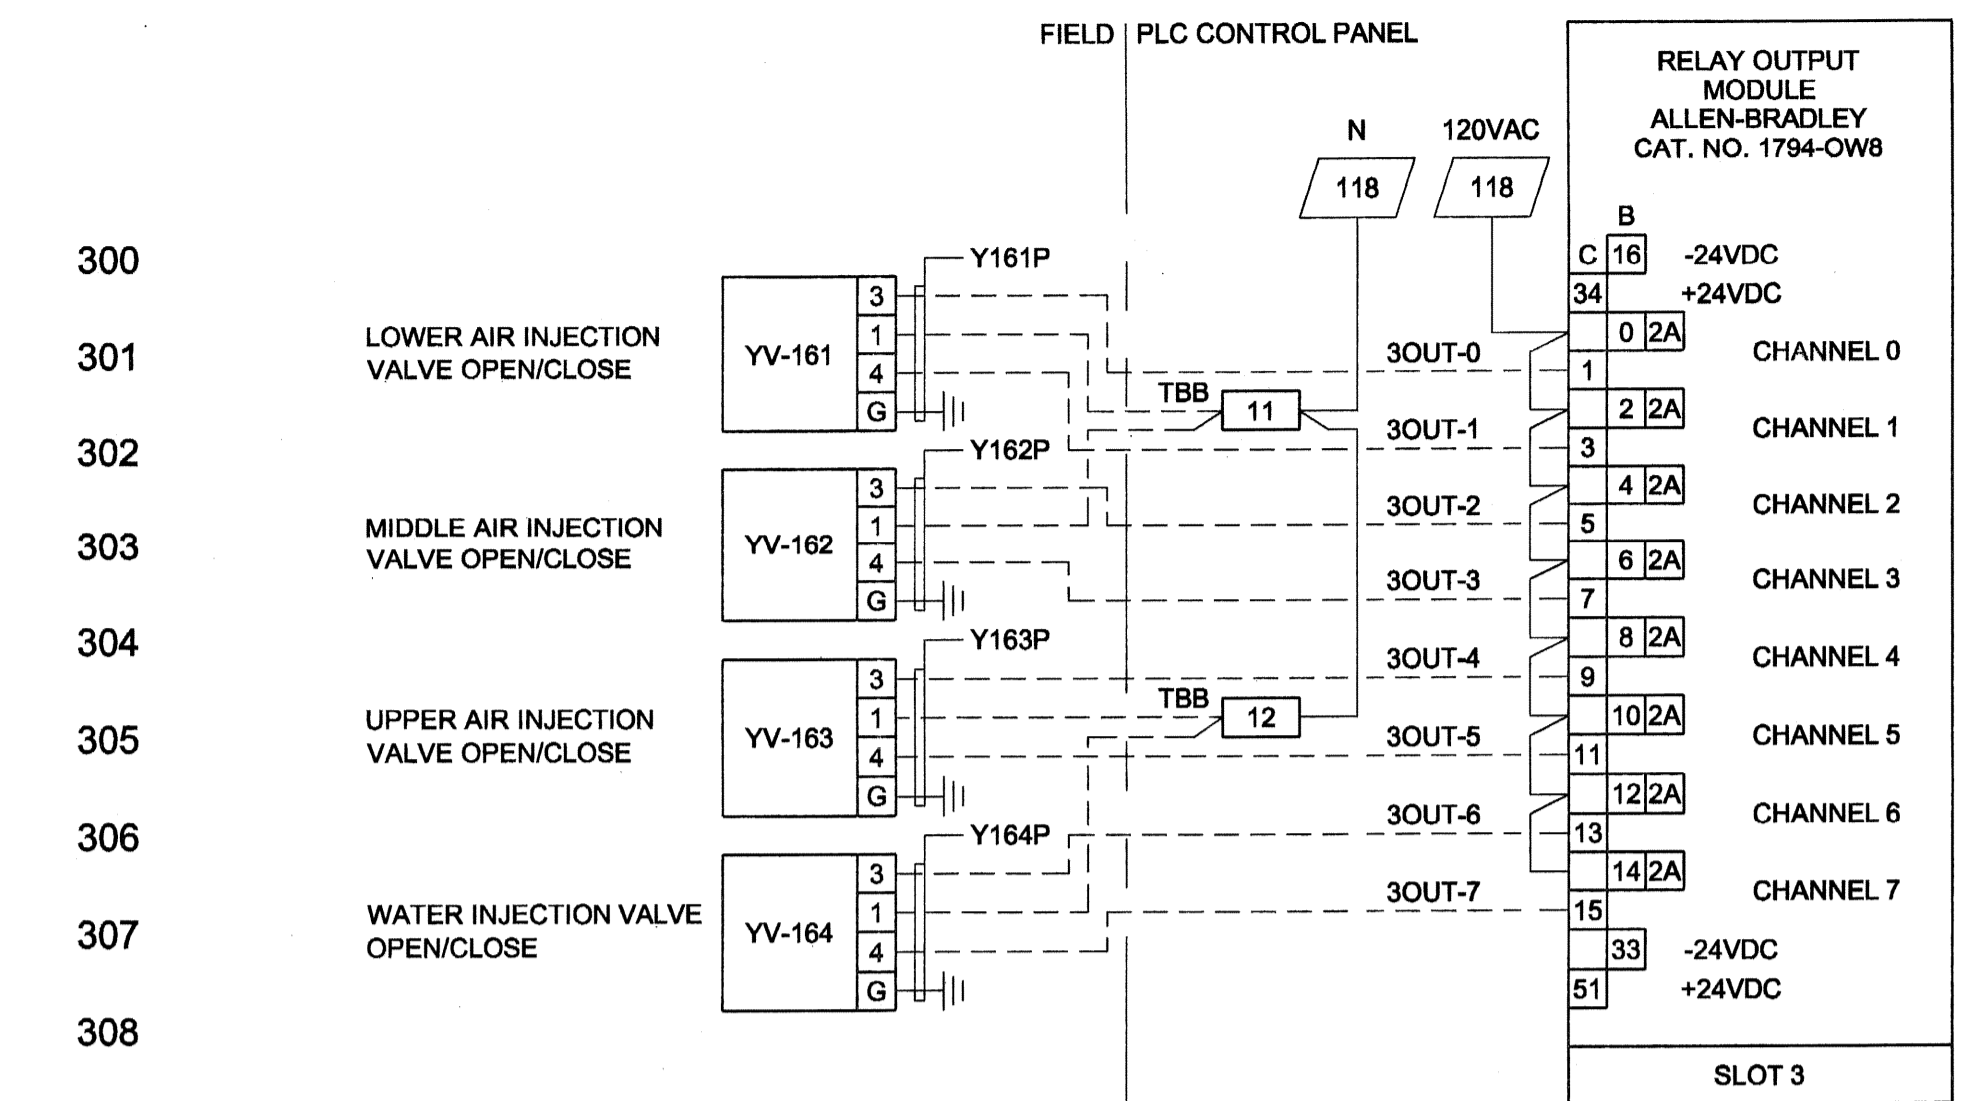 FIELD PLC CONTROL PANEL
RELAY OUTPUT
MODULE
ALLEN-BRADLEY
CAT. NO. 1794-OW8
N 120VAC
118 118
B
300 Y161P C 16 -24VDC
3 34 +24VDC
LOWER AIR INJECTION
VALVE OPEN/CLOSE
301 YV-161 1 0 2A
3OUT-0 CHANNEL 0
4 1
TBB
G 11 2 2A
3OUT-1 CHANNEL 1
302 Y162P 3
3 4 2A
3OUT-2 CHANNEL 2
MIDDLE AIR INJECTION
VALVE OPEN/CLOSE
303 YV-162 1 5
4 6 2A
3OUT-3 CHANNEL 3
G 7
304 Y163P 8 2A
3OUT-4 CHANNEL 4
3 9
TBB
UPPER AIR INJECTION
VALVE OPEN/CLOSE
305 YV-163 1 12 10 2A
3OUT-5 CHANNEL 5
4 11
G 12 2A
3OUT-6 CHANNEL 6
306 Y164P 13
3 14 2A
3OUT-7 CHANNEL 7
WATER INJECTION VALVE
OPEN/CLOSE
307 YV-164 1 15
4 33 -24VDC
G 51 +24VDC
308
SLOT 3